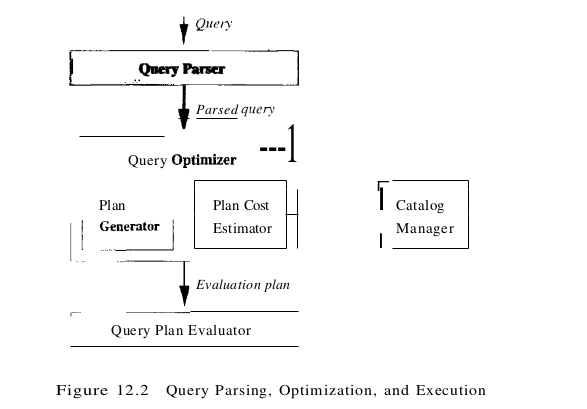 Query
Query Parser
Parsed query
Query Optimizer
Plan
Generator
Plan Cost
Estimator
Catalog
Manager
Evaluation plan
Query Plan Evaluator
Figure 12.2 Query Parsing, Optimization, and Execution